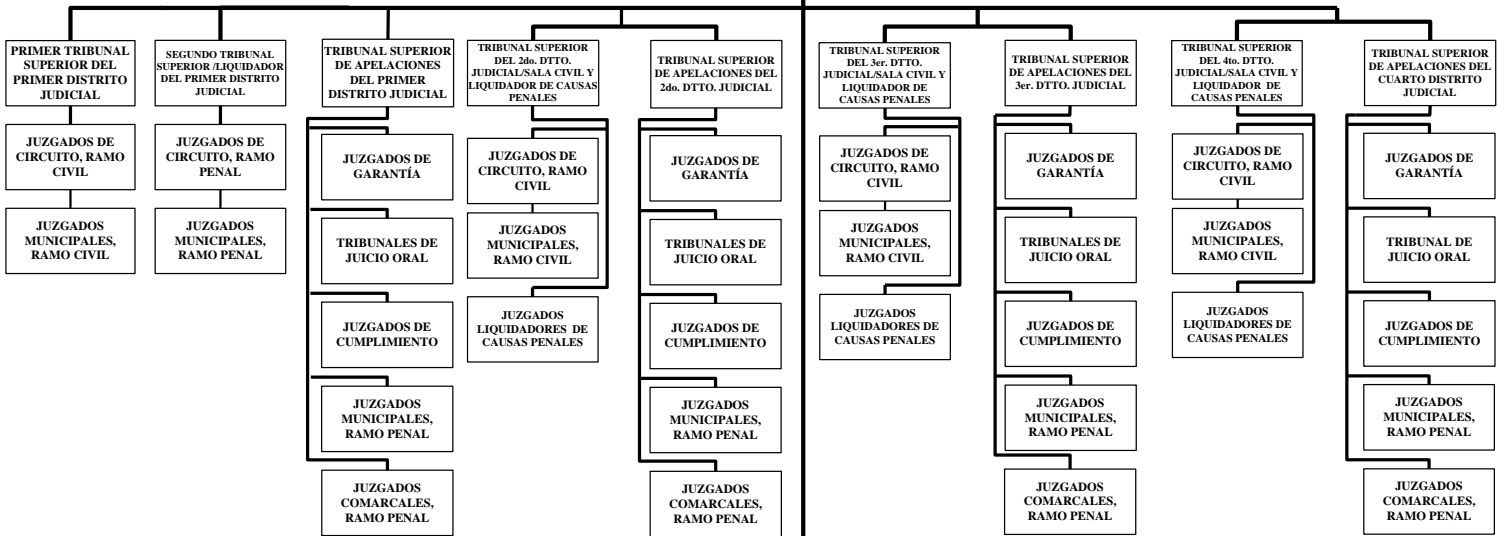 PRIMER TRIBUNAL
SUPERIOR DEL
PRIMER DISTRITO
JUDICIAL
JUZGADOS DE
CIRCUITO, RAMO
CIVIL
JUZGADOS
MUNICIPALES,
RAMO CIVIL
SEGUNDO TRIBUNAL
SUPERIOR /LIQUIDADOR
DEL PRIMER DISTRITO
JUDICIAL
JUZGADOS DE
CIRCUITO, RAMO
PENAL
JUZGADOS
MUNICIPALES,
RAMO PENAL
TRIBUNAL SUPERIOR
DE APELACIONES
DEL PRIMER
DISTRITO JUDICIAL
JUZGADOS DE
GARANTÍA
TRIBUNALES DE
JUICIO ORAL
JUZGADOS DE
CUMPLIMIENTO
JUZGADOS
MUNICIPALES,
RAMO PENAL
JUZGADOS
COMARCALES,
RAMO PENAL
TRIBUNAL SUPERIOR
DEL 2do. DTTO.
JUDICIAL/SALA CIVIL Y
LIQUIDADOR DE CAUSAS
PENALES
JUZGADOS DE
CIRCUITO, RAMO
CIVIL
JUZGADOS
MUNICIPALES,
RAMO CIVIL
JUZGADOS
LIQUIDADORES DE
CAUSAS PENALES
TRIBUNAL SUPERIOR
DE APELACIONES DEL
2do. DTTO. JUDICIAL
JUZGADOS DE
GARANTÍA
TRIBUNALES DE
JUICIO ORAL
JUZGADOS DE
CUMPLIMIENTO
JUZGADOS
MUNICIPALES,
RAMO PENAL
JUZGADOS
COMARCALES,
RAMO PENAL
TRIBUNAL SUPERIOR
DEL 3er. DTTO.
JUDICIAL/SALA CIVIL Y
LIQUIDADOR DE
CAUSAS PENALES
JUZGADOS DE
CIRCUITO, RAMO
CIVIL
JUZGADOS
MUNICIPALES,
RAMO CIVIL
JUZGADOS
LIQUIDADORES DE
CAUSAS PENALES
TRIBUNAL SUPERIOR
DE APELACIONES DEL
3er. DTTO. JUDICIAL
JUZGADOS DE
GARANTÍA
TRIBUNALES DE
JUICIO ORAL
JUZGADOS DE
CUMPLIMIENTO
JUZGADOS
MUNICIPALES,
RAMO PENAL
JUZGADOS
COMARCALES,
RAMO PENAL
TRIBUNAL SUPERIOR
DEL 4to. DTTO.
JUDICIAL/SALA CIVIL Y
LIQUIDADOR DE
CAUSAS PENALES
JUZGADOS DE
CIRCUITO, RAMO
CIVIL
JUZGADOS
MUNICIPALES,
RAMO CIVIL
JUZGADOS
LIQUIDADORES DE
CAUSAS PENALES
TRIBUNAL SUPERIOR
DE APELACIONES DEL
CUARTO DISTRITO
JUDICIAL
JUZGADOS DE
GARANTÍA
TRIBUNAL DE
JUICIO ORAL
JUZGADOS DE
CUMPLIMIENTO
JUZGADOS
MUNICIPALES,
RAMO PENAL
JUZGADOS
COMARCALES,
RAMO PENAL